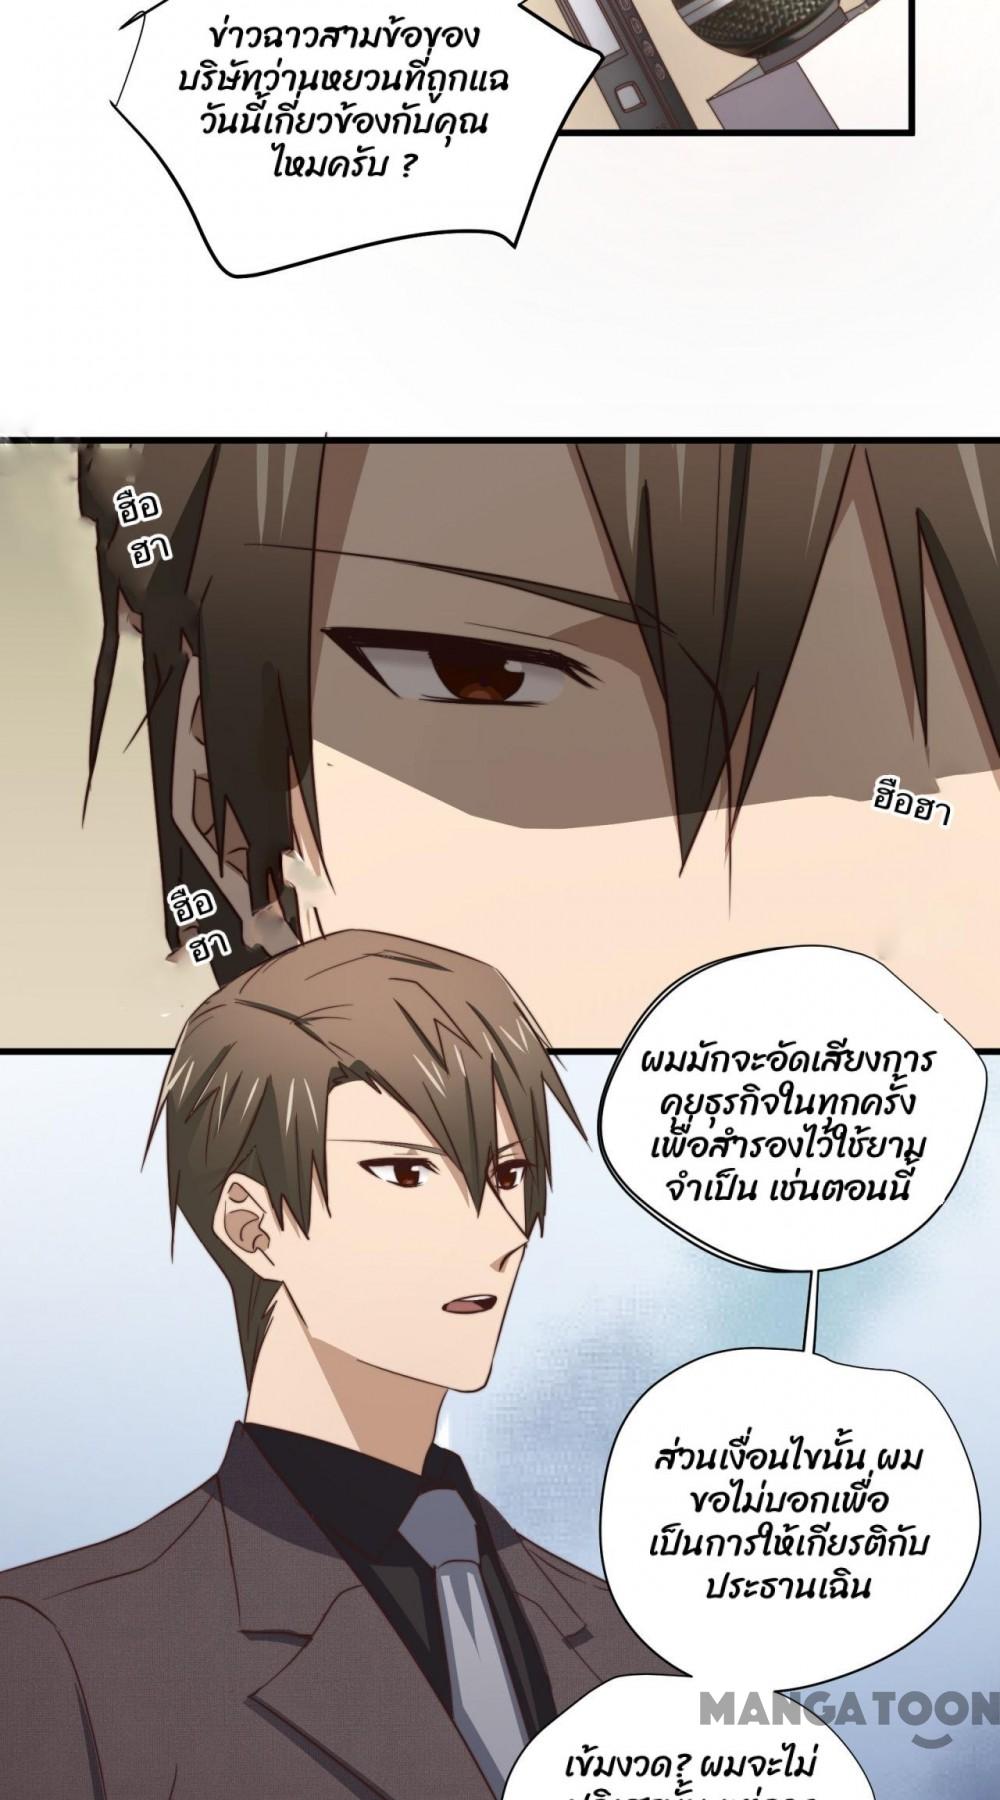 ข่าวฉาวสามข้อของ
บริษัทว่านหยวนที่ถูกแฉ
วันนี้เกี่ยวข้องกับคุณ
ไหมครับ ?
ฮือ
ฮา
ฮือฮา
ฮือ
ฮา
ผมมักจะอัดเสียงการ
คุยธุรกิจในทุกครั้ง
เพื่อสำรองไว้ใช้ยาม
จำเป็น เช่นตอนนี้
ส่วนเงื่อนไขนั้น ผม
ขอไม่บอกเพื่อ
เป็นการให้เกียรติกับ
ประธานเฉิน
MANGATOON
เข้มงวด? ผมจะไม่